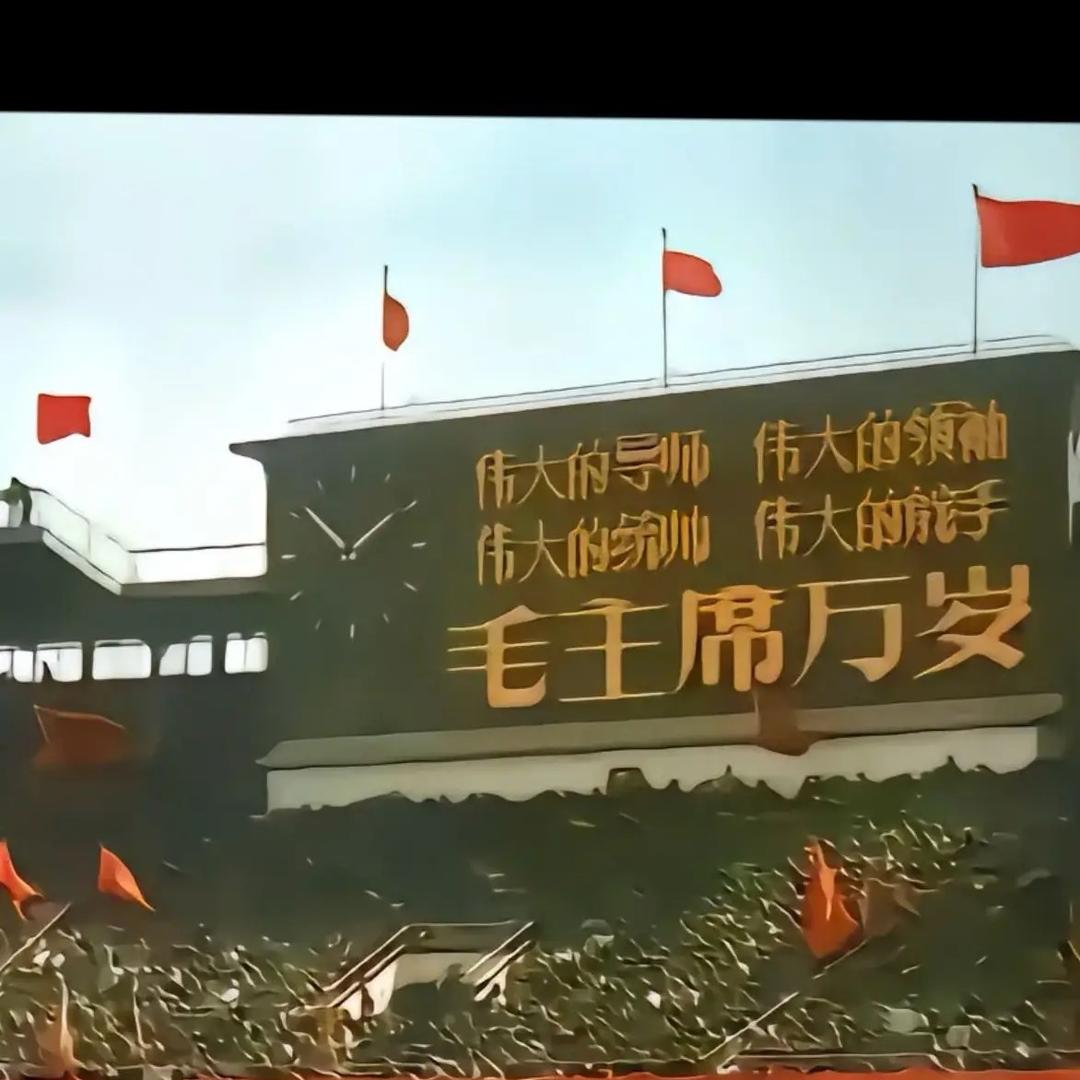 伟大的导师 伟大的领袖
伟大的统帅 伟大的舵手
毛主席万岁